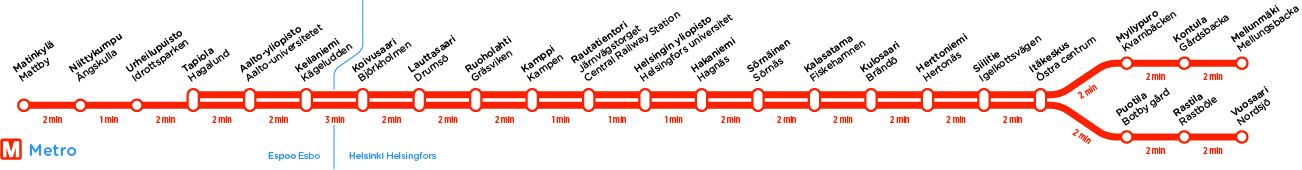 Matinkylä
Mattby
Niittykumpu
Ängskulla
Urheilupuisto
Idrottsparken
Tapiola
Hagalund
Aalto-yliopisto
Aalto-universitetet
Keilaniemi
Kägeludden
Koivusaari
Björkholmen
Lauttasaari
Drumsö
Ruoholahti
Gräsviken
Kamppi
Kampen
Rautatientori
Järnvägstorget
Central Railway Station
Helsingin yliopisto
Helsingfors universitet
Hakaniemi
Hagnäs
Sörnäinen
Sörnäs
Kalasatama
Fiskehamnen
Kulosaari
Brändö
Herttoniemi
Hertonäs
Siilitie
Igelkottsvägen
Itäkeskus
Östra centrum
Myllypuro
Kvarnbäcken
Kontula
Gårdsbacka
Mellunmäki
Mellungsbacka
2 min
1 min
2 min
2 min
2 min
3 min
2 min
2 min
2 min
1 min
1 min
1 min
2 min
2 min
2 min
2 min
2 min
2 min
2 min
2 min
2 min
2 min
Puotila
Botby gård
Rastila
Rastböle
Vuosaari
Nordsjö
2 min
2 min
M Metro
Espoo Esbo
Helsinki Helsingfors